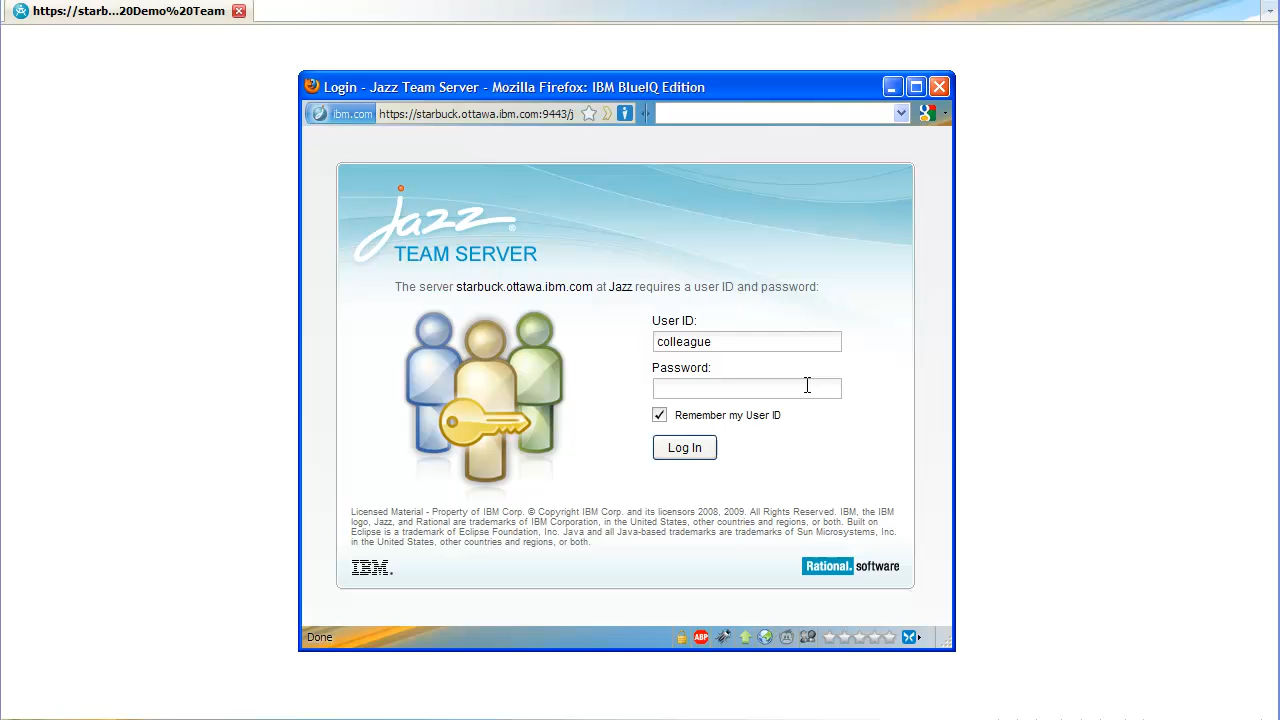 https://starb...20Demo%20Team
Login - Jazz Team Server - Mozilla Firefox: IBM BlueIQ Edition
ibm.com https://starbuck.ottawa.ibm.com:9443/j
jazz®
TEAM SERVER
The server starbuck.ottawa.ibm.com at Jazz requires a user ID and password:
User ID:
colleague
Password:
Remember my User ID
Log In
Licensed Material - Property of IBM Corp. © Copyright IBM Corp. and its licensors 2008, 2009. All Rights Reserved. IBM, the IBM
logo, Jazz, and Rational are trademarks of IBM Corporation, in the United States, other countries and regions, or both. Built on
Eclipse is a trademark of Eclipse Foundation, Inc. Java and all Java-based trademarks are trademarks of Sun Microsystems, Inc.
in the United States, other countries and regions, or both.
IBM.
Rational. software
Done
ABP